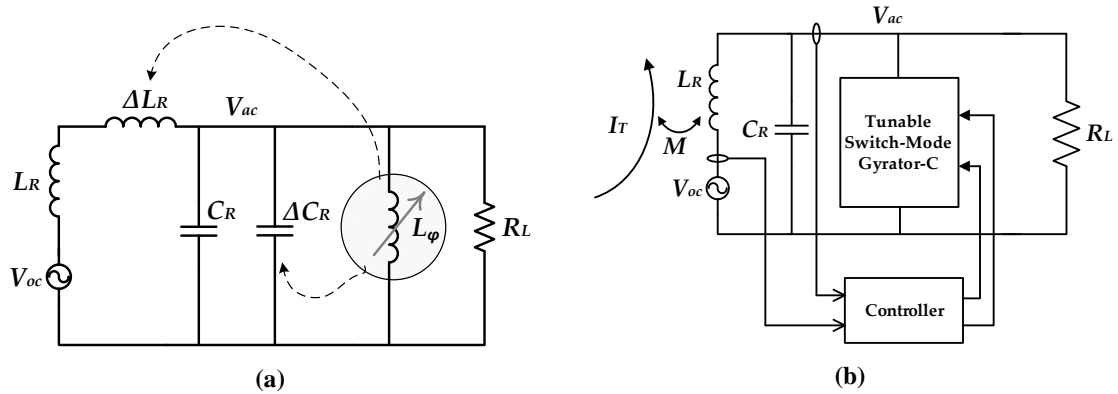 ΔLR
Vac
LR
CR
ΔCR
Lφ
RL
Voc
(a)
Vac
LR
IT
M
CR
Voc
Tunable
Switch-Mode
Gyrator-C
RL
Controller
(b)